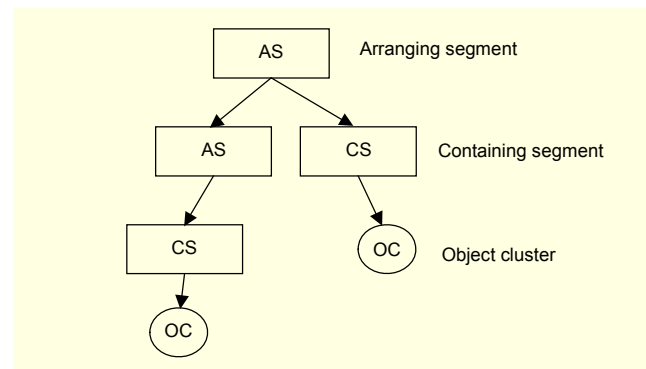 AS
Arranging segment
AS
CS
Containing segment
CS
OC
Object cluster
OC